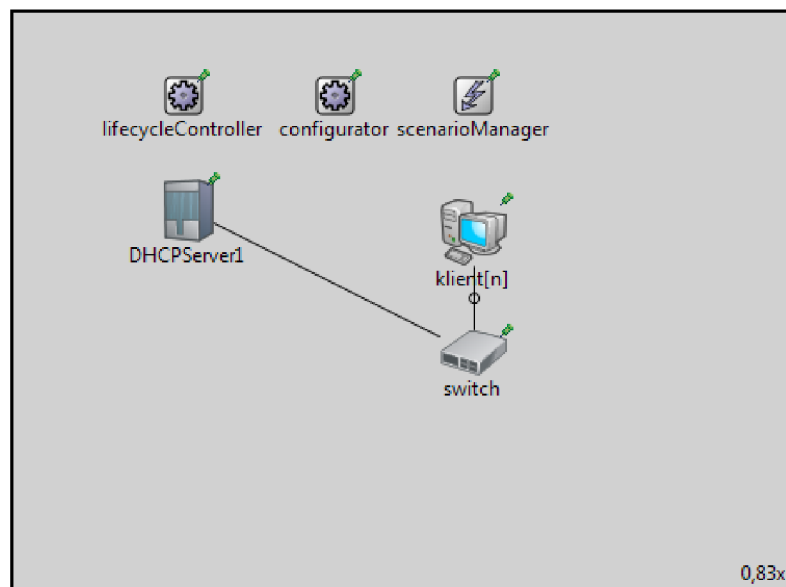 lifecycleController configurator scenarioManager
DHCPServer1
klient[n]
switch
0,83x